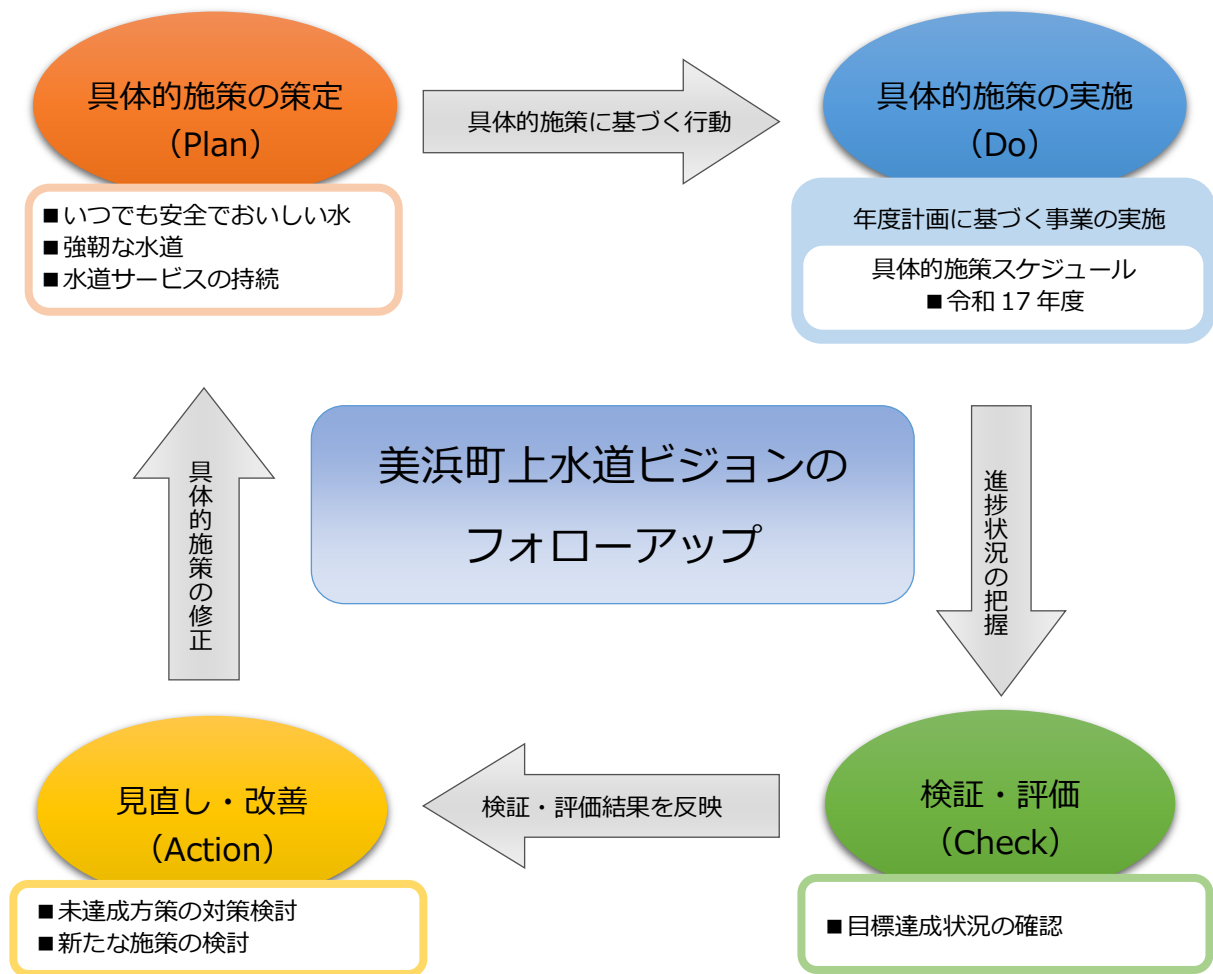 具体的施策の策定
（Plan）
■いつでも安全でおいしい水
■強靭な水道
■水道サービスの持続
具体的施策に基づく行動
具体的施策の実施
（Do）
年度計画に基づく事業の実施
具体的施策スケジュール
■令和 17 年度
美浜町上水道ビジョンの
フォローアップ
進捗状況の把握
検証・評価
（Check）
■目標達成状況の確認
検証・評価結果を反映
見直し・改善
（Action）
■未達成方策の対策検討
■新たな施策の検討
具体的施策の修正